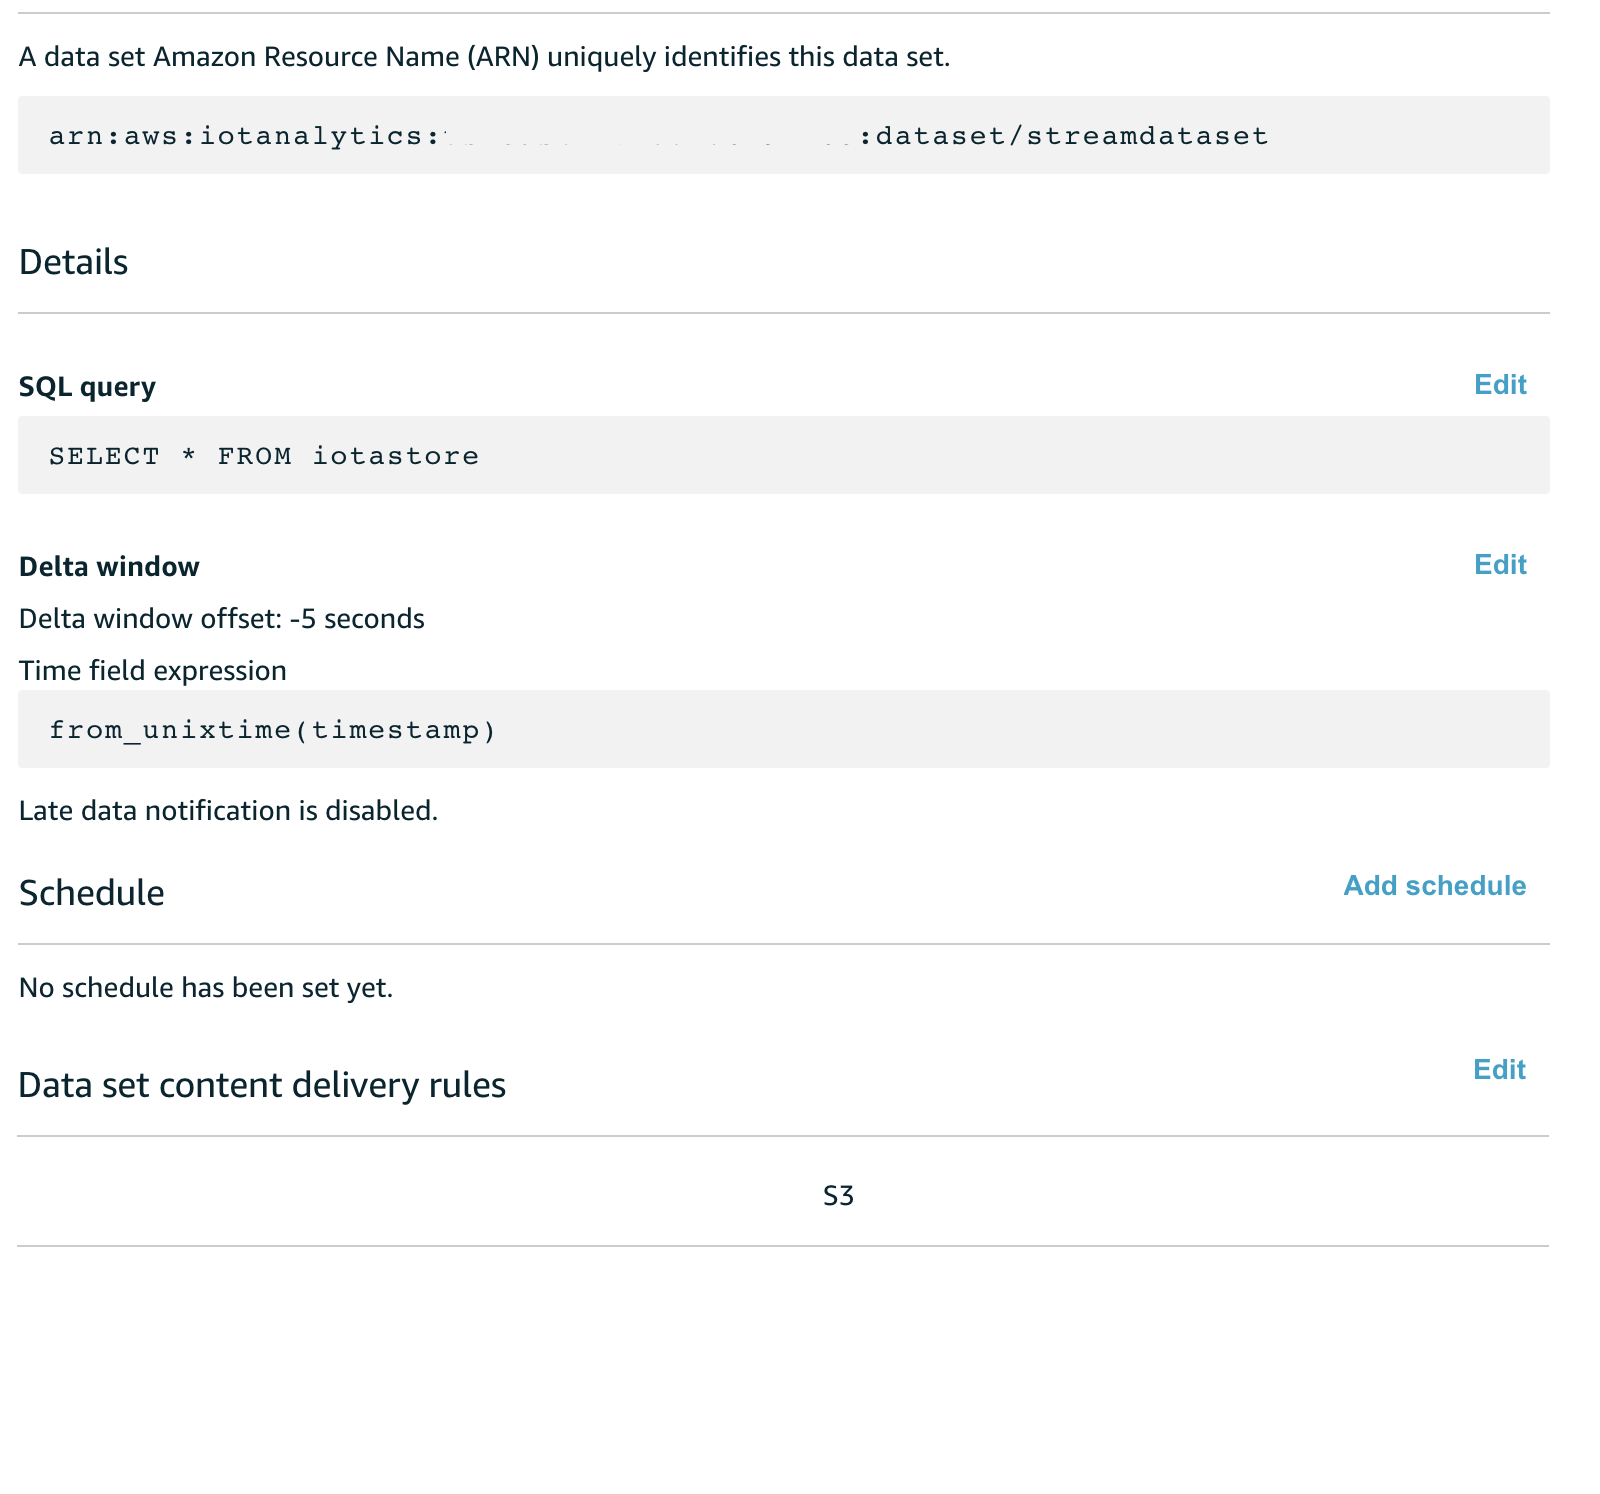 A data set Amazon Resource Name (ARN) uniquely identifies this data set.
arn:aws:iotanalytics: :dataset/streamdataset
Details
SQL query Edit
SELECT * FROM iotastore
Delta window Edit
Delta window offset: -5 seconds
Time field expression
from_unixtime(timestamp)
Late data notification is disabled.
Schedule Add schedule
No schedule has been set yet.
Data set content delivery rules Edit
S3